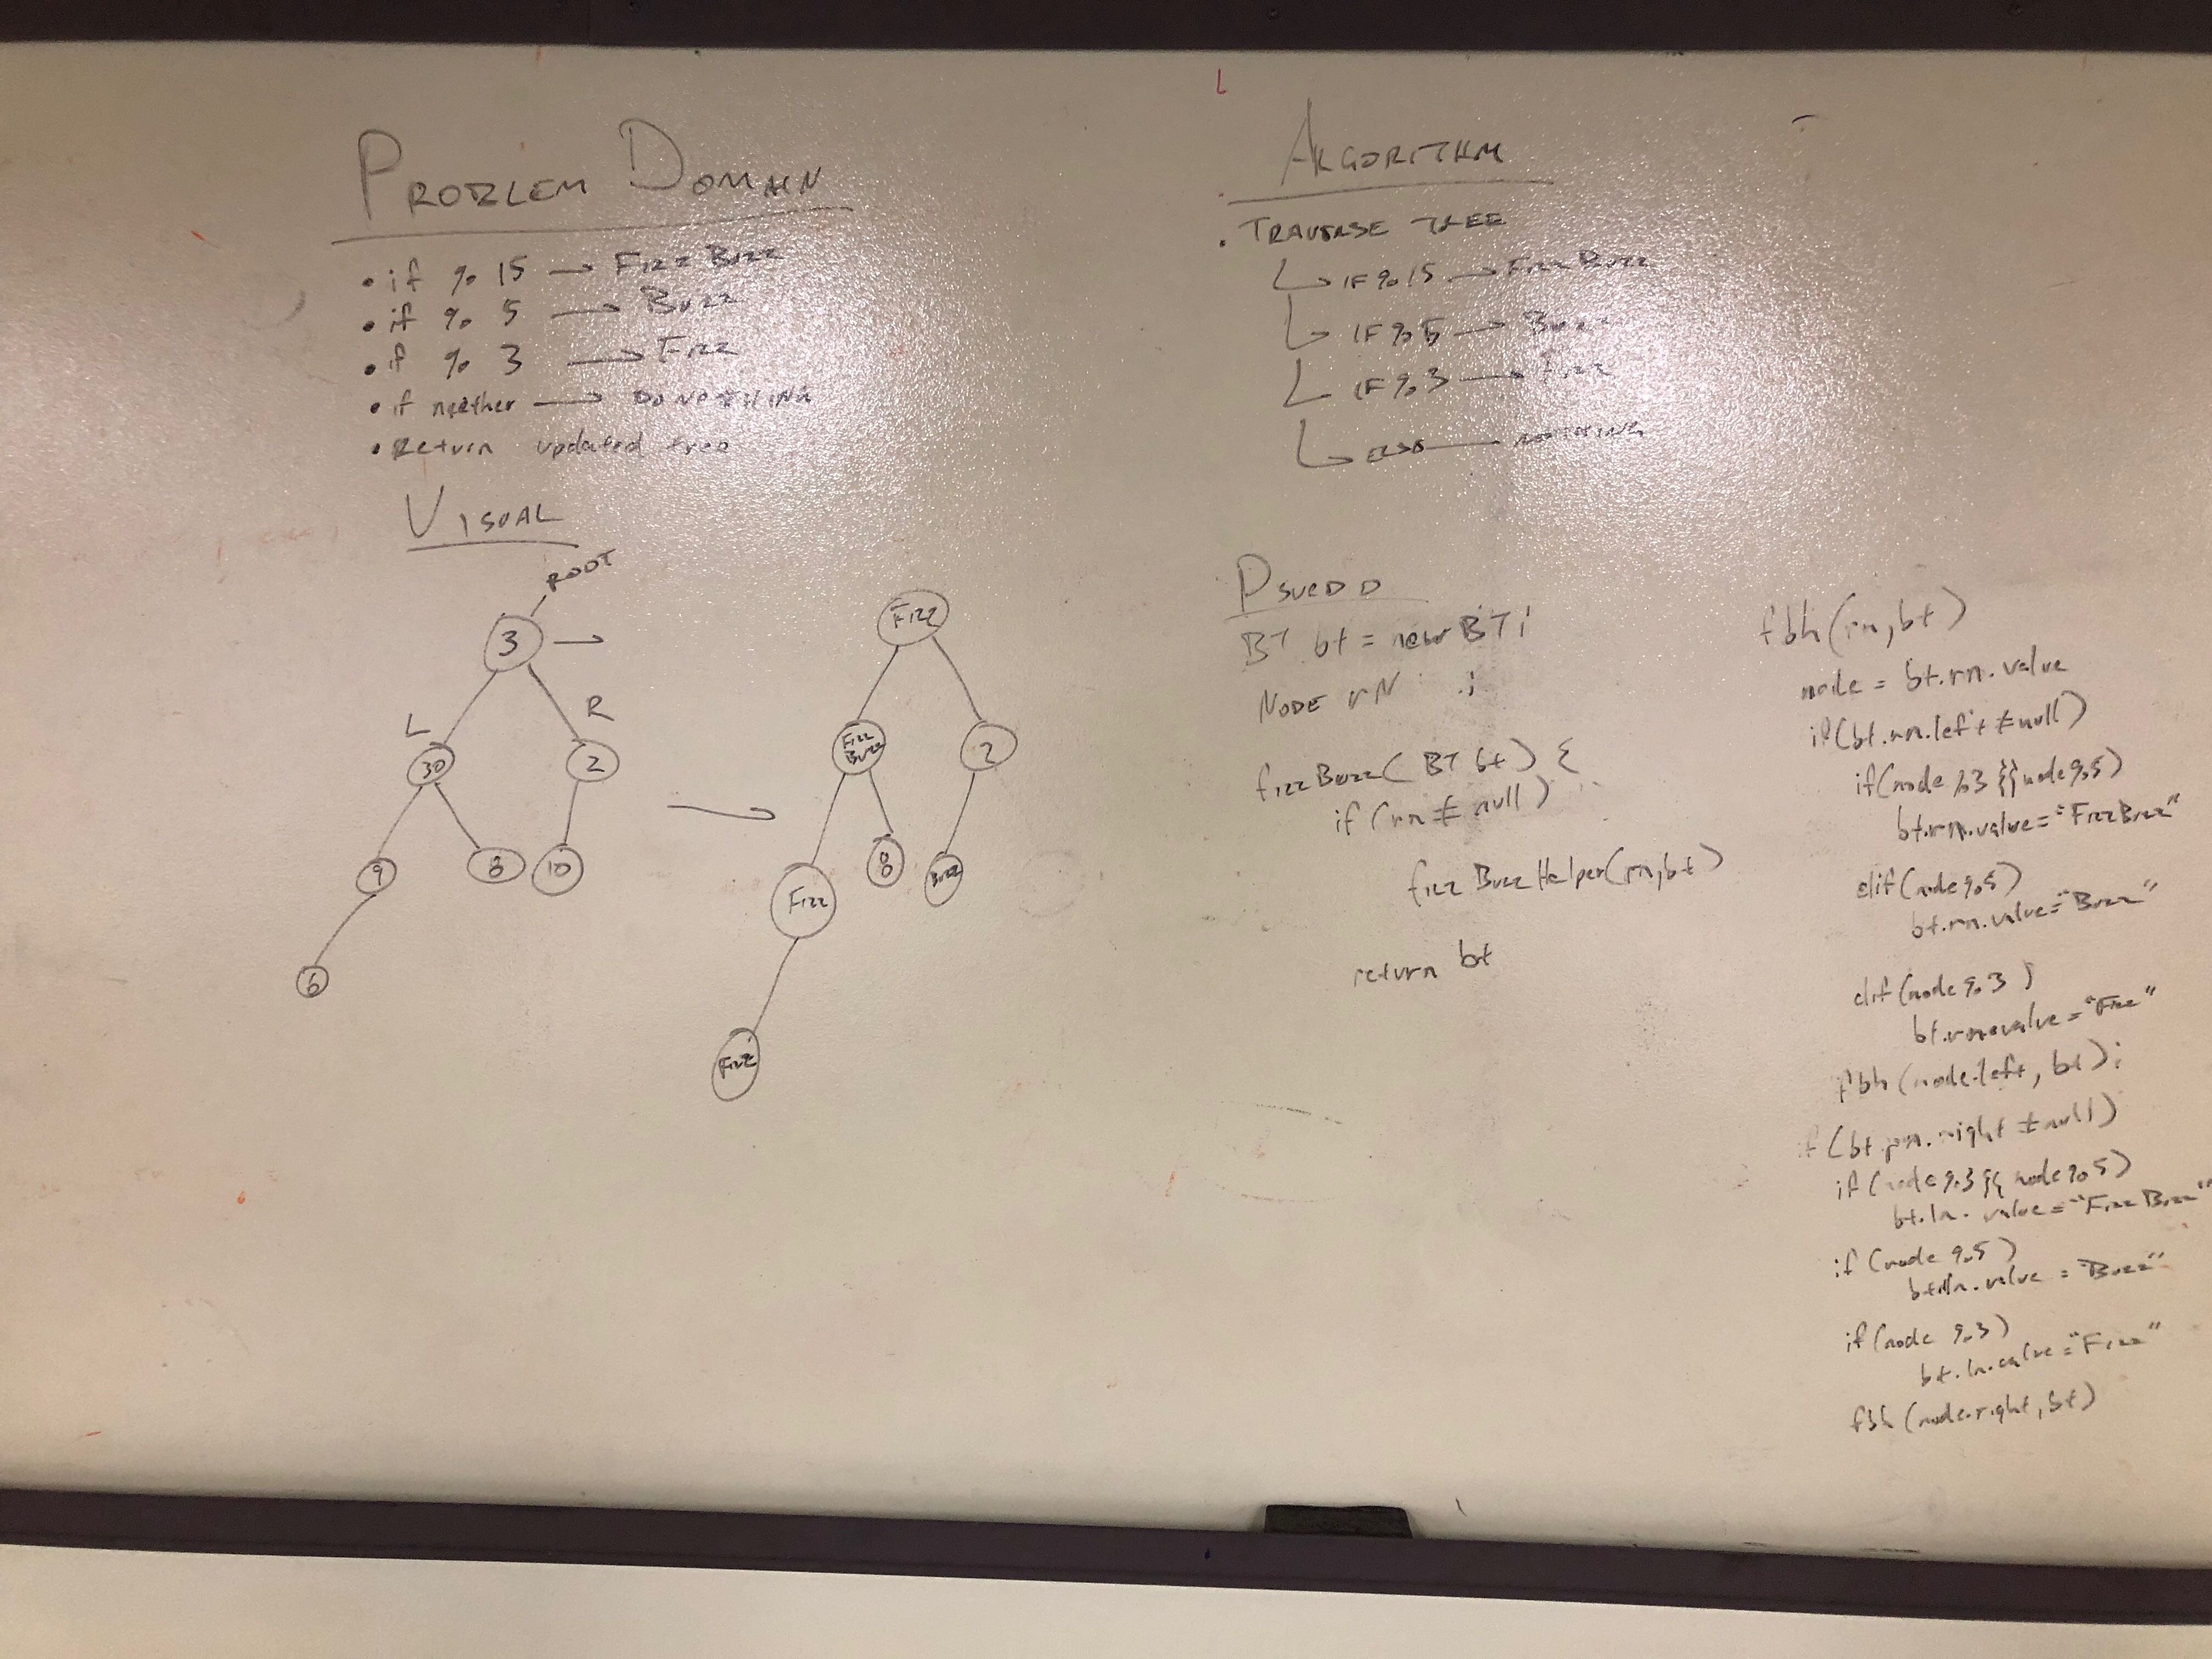 PROBLEM DOMAIN
• if % 15 → FizzBuzz
• if % 5 → Buzz
• if % 3 → Fizz
• if neither → DO NOTHING
• Return updated tree
VISUAL
ROOT
3 →
L R
30 2
9 8 10
6
→
Fizz
Fizz Buzz 2
Fizz 8 Buzz
Fizz
ALGORITHM
• TRAVERSE TREE
IF % 15 → FizzBuzz
IF % 5 → Buzz
IF % 3 → Fizz
ELSE — NOTHING
PSUEDO
BT bt = new BT;
NODE rN ;
fizzBuzz( BT bt ) {
if (rn ≠ null)
fizzBuzzHelper(rn,bt)
return bt
fbh(rn,bt)
node = bt.rn.value
if(bt.rn.left ≠ null)
if(node %3 && node %5)
bt.rn.value="FizzBuzz"
elif(node %5)
bt.rn.value="Buzz"
elif(node %3)
bt.rn.value="Fizz"
fbh(node.left, bt);
if(bt.rn.right ≠ null)
if(node %3 && node %5)
bt.ln.value="FizzBuzz"
if(node %5)
value = "Buzz"
if(node %3)
bt.ln.value="Fizz"
fbh(node.right, bt)